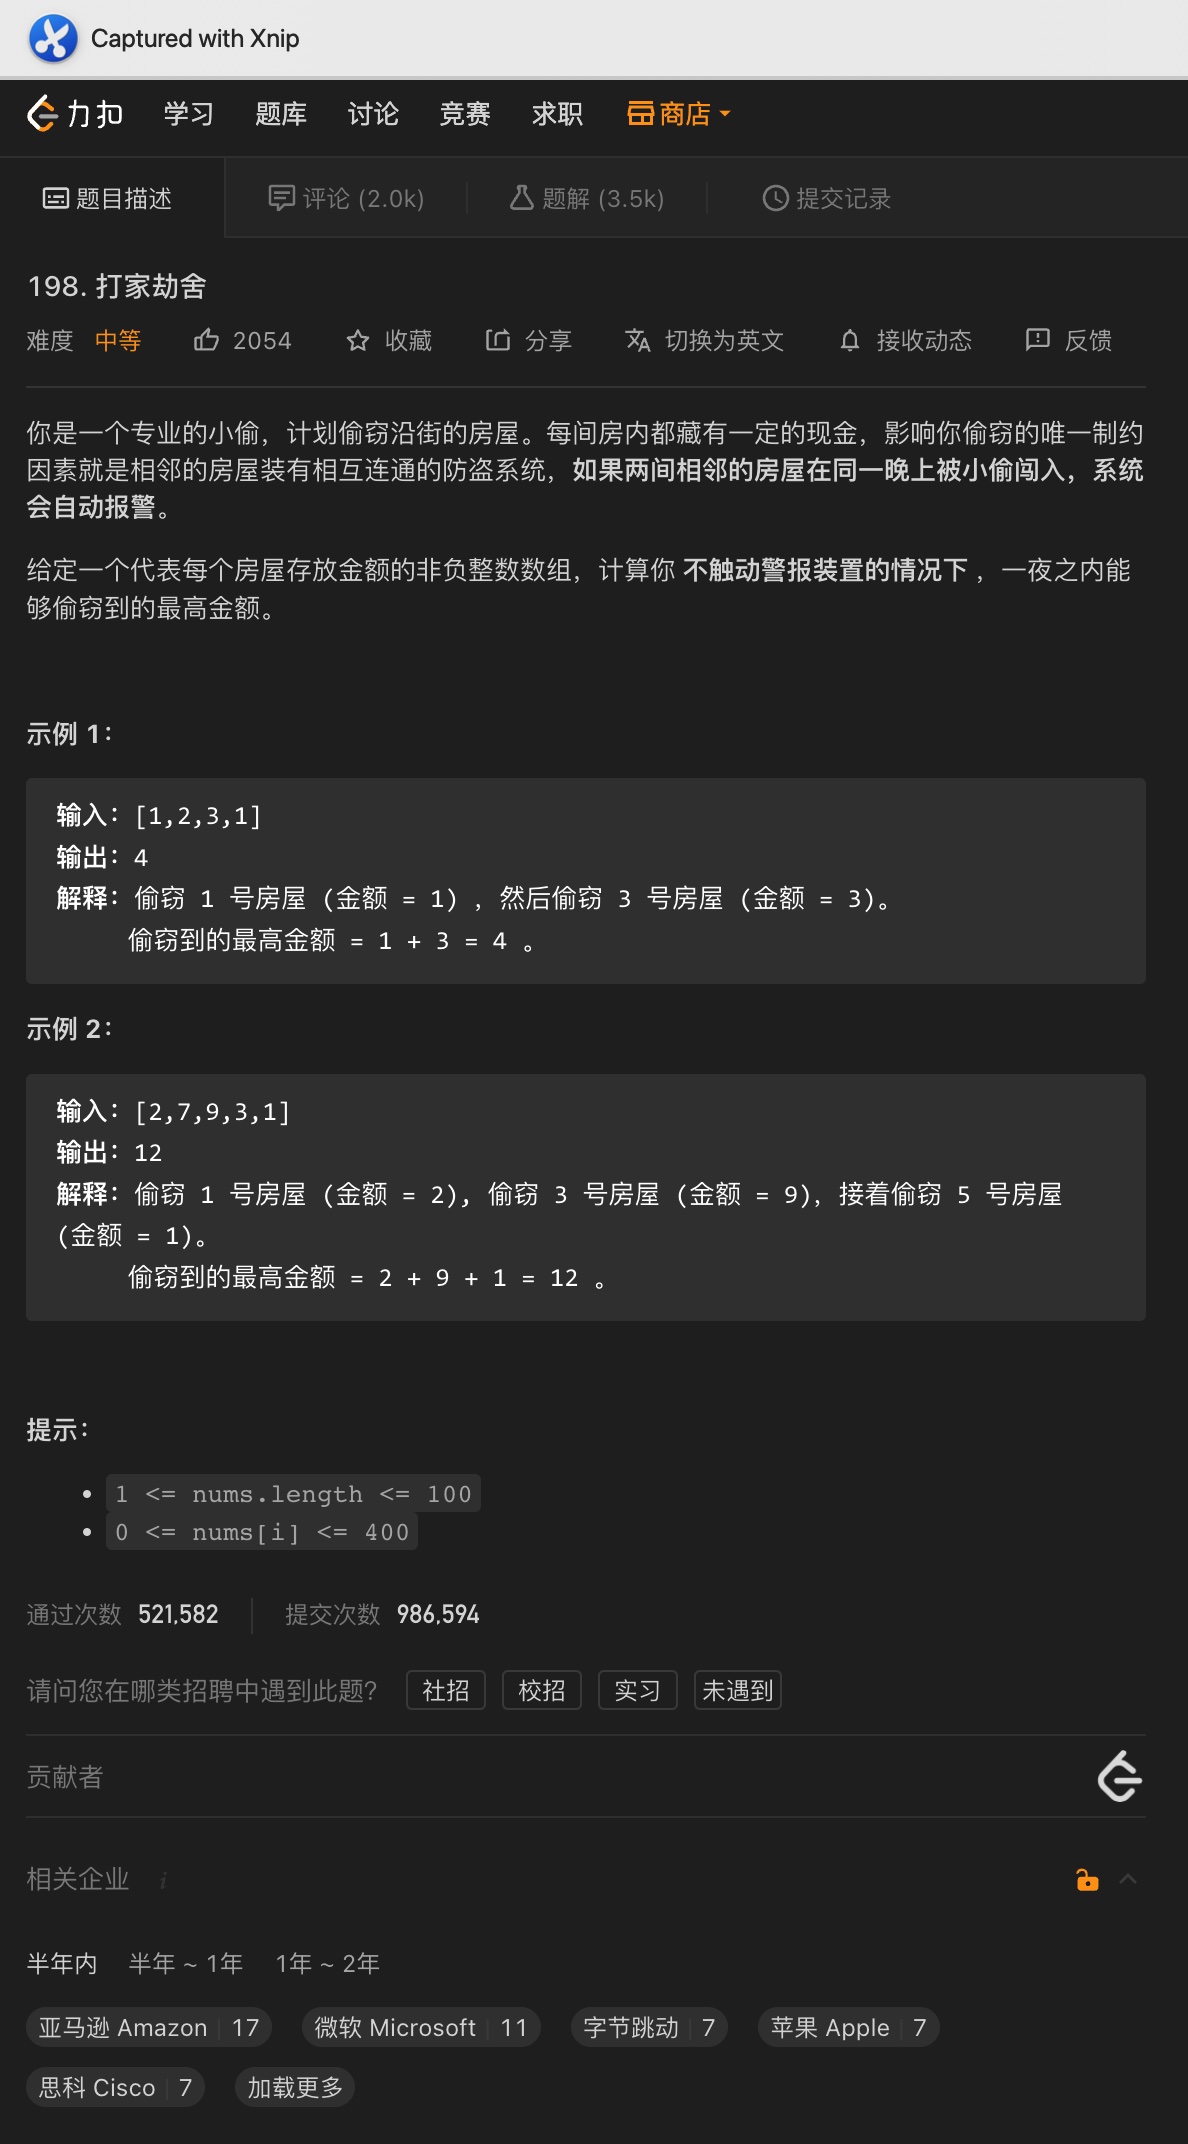 Captured with Xnip
力扣 学习 题库 讨论 竞赛 求职 商店
题目描述 评论 (2.0k) 题解 (3.5k) 提交记录
198. 打家劫舍
难度 中等 2054 收藏 分享 切换为英文 接收动态 反馈
你是一个专业的小偷，计划偷窃沿街的房屋。每间房内都藏有一定的现金，影响你偷窃的唯一制约
因素就是相邻的房屋装有相互连通的防盗系统，如果两间相邻的房屋在同一晚上被小偷闯入，系统
会自动报警。
给定一个代表每个房屋存放金额的非负整数数组，计算你 不触动警报装置的情况下 ，一夜之内能
够偷窃到的最高金额。
示例 1：
输入：[1,2,3,1]
输出：4
解释：偷窃 1 号房屋 (金额 = 1) ，然后偷窃 3 号房屋 (金额 = 3)。
偷窃到的最高金额 = 1 + 3 = 4 。
示例 2：
输入：[2,7,9,3,1]
输出：12
解释：偷窃 1 号房屋 (金额 = 2), 偷窃 3 号房屋 (金额 = 9)，接着偷窃 5 号房屋
(金额 = 1)。
偷窃到的最高金额 = 2 + 9 + 1 = 12 。
提示：
1 <= nums.length <= 100
0 <= nums[i] <= 400
通过次数 521,582 提交次数 986,594
请问您在哪类招聘中遇到此题? 社招 校招 实习 未遇到
贡献者
相关企业 i
半年内 半年 ~ 1年 1年 ~ 2年
亚马逊 Amazon 17 微软 Microsoft 11 字节跳动 7 苹果 Apple 7
思科 Cisco 7 加载更多